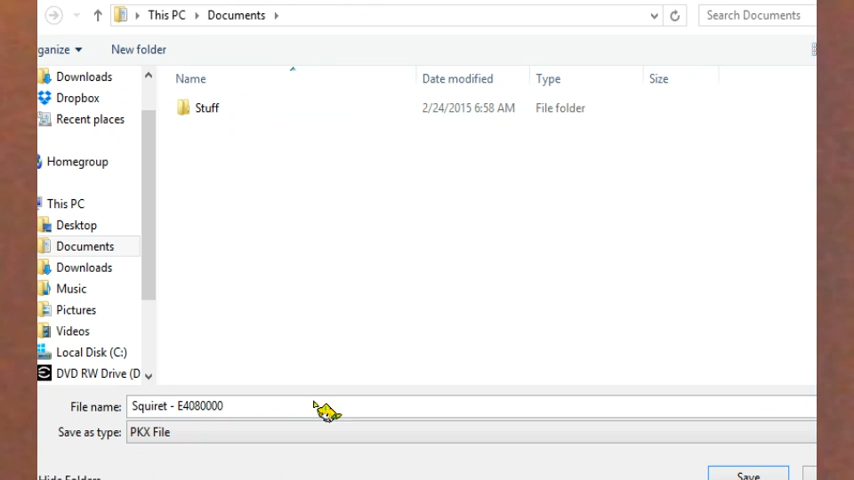 This PC Documents Search Documents
ganize New folder
Name Date modified Type Size
Stuff 2/24/2015 6:58 AM File folder
Downloads
Dropbox
Recent places
Homegroup
This PC
Desktop
Documents
Downloads
Music
Pictures
Videos
Local Disk (C:)
DVD RW Drive (D
File name: Squiret - E4080000
Save as type: PKX File
Hide Folders Save